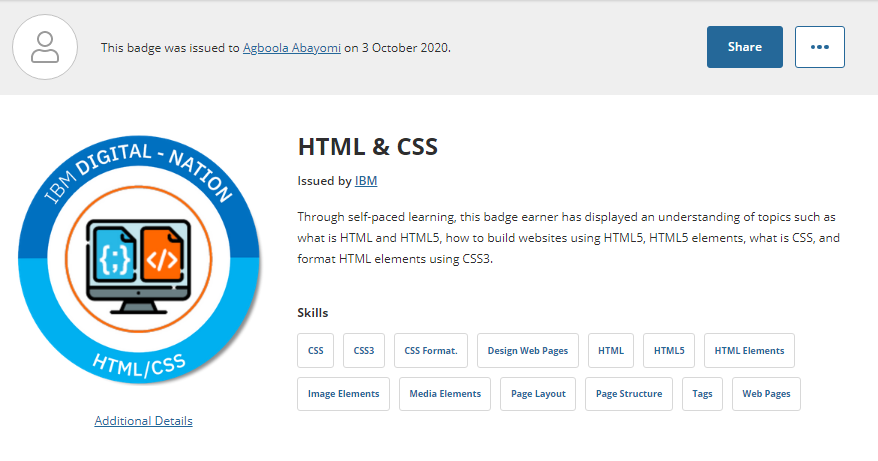 This badge was issued to Agboola Abayomi on 3 October 2020.
Share
IBM DIGITAL - NATION
HTML/CSS
{;}
</>
Additional Details
HTML & CSS
Issued by IBM
Through self-paced learning, this badge earner has displayed an understanding of topics such as
what is HTML and HTML5, how to build websites using HTML5, HTML5 elements, what is CSS, and
format HTML elements using CSS3.
Skills
CSS CSS3 CSS Format. Design Web Pages HTML HTML5 HTML Elements
Image Elements Media Elements Page Layout Page Structure Tags Web Pages